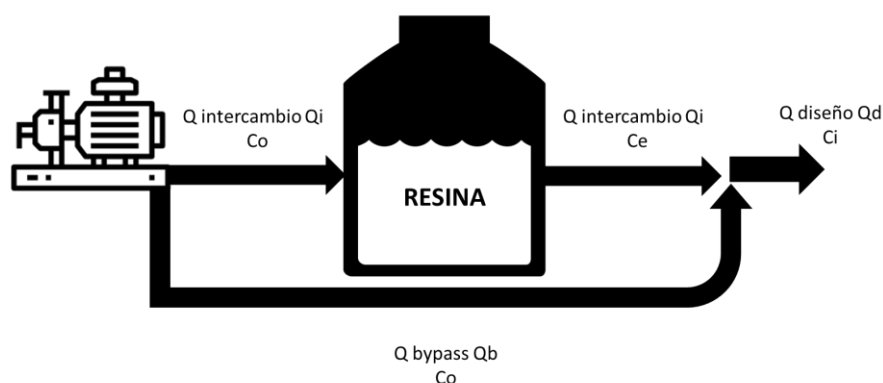 Q intercambio Qi
Co
Q intercambio Qi
Ce
Q diseño Qd
Ci
RESINA
Q bypass Qb
Co